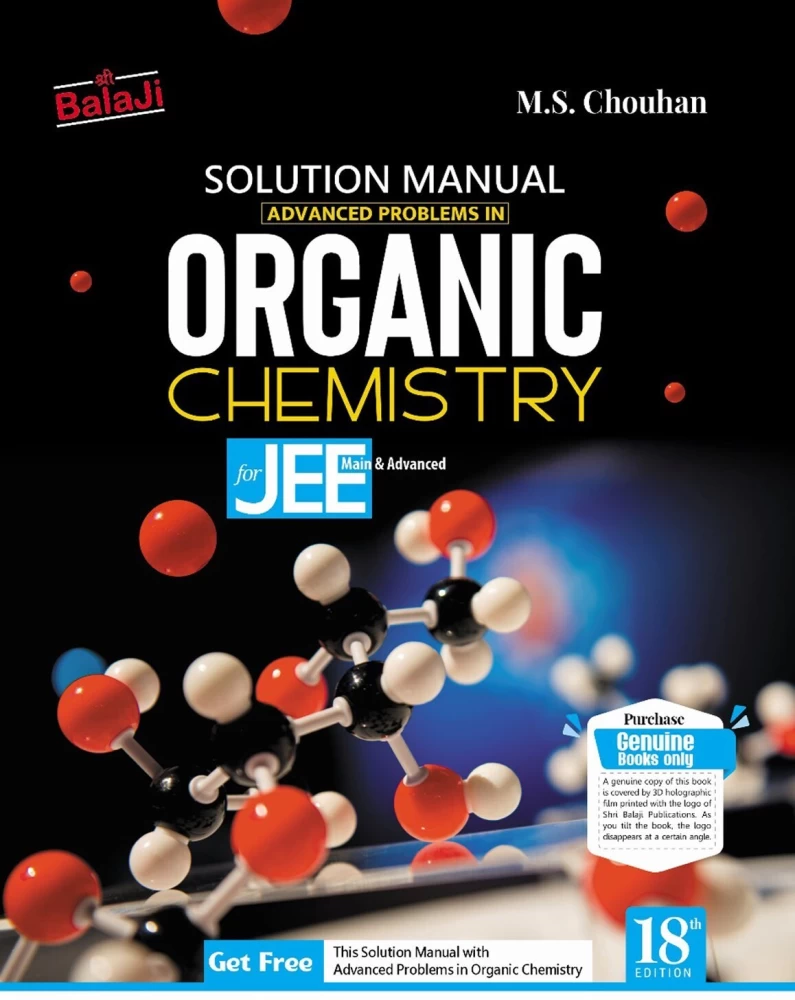 श्री
BalaJi
M.S. Chouhan
SOLUTION MANUAL
ADVANCED PROBLEMS IN
ORGANIC
CHEMISTRY
for JEE Main & Advanced
Purchase
Genuine
Books only
A genuine copy of this book
is covered by 3D holographic
film printed with the logo of
Shri Balaji Publications. As
you tilt the book, the logo
disappears at a certain angle.
18th
EDITION
Get Free
This Solution Manual with
Advanced Problems in Organic Chemistry